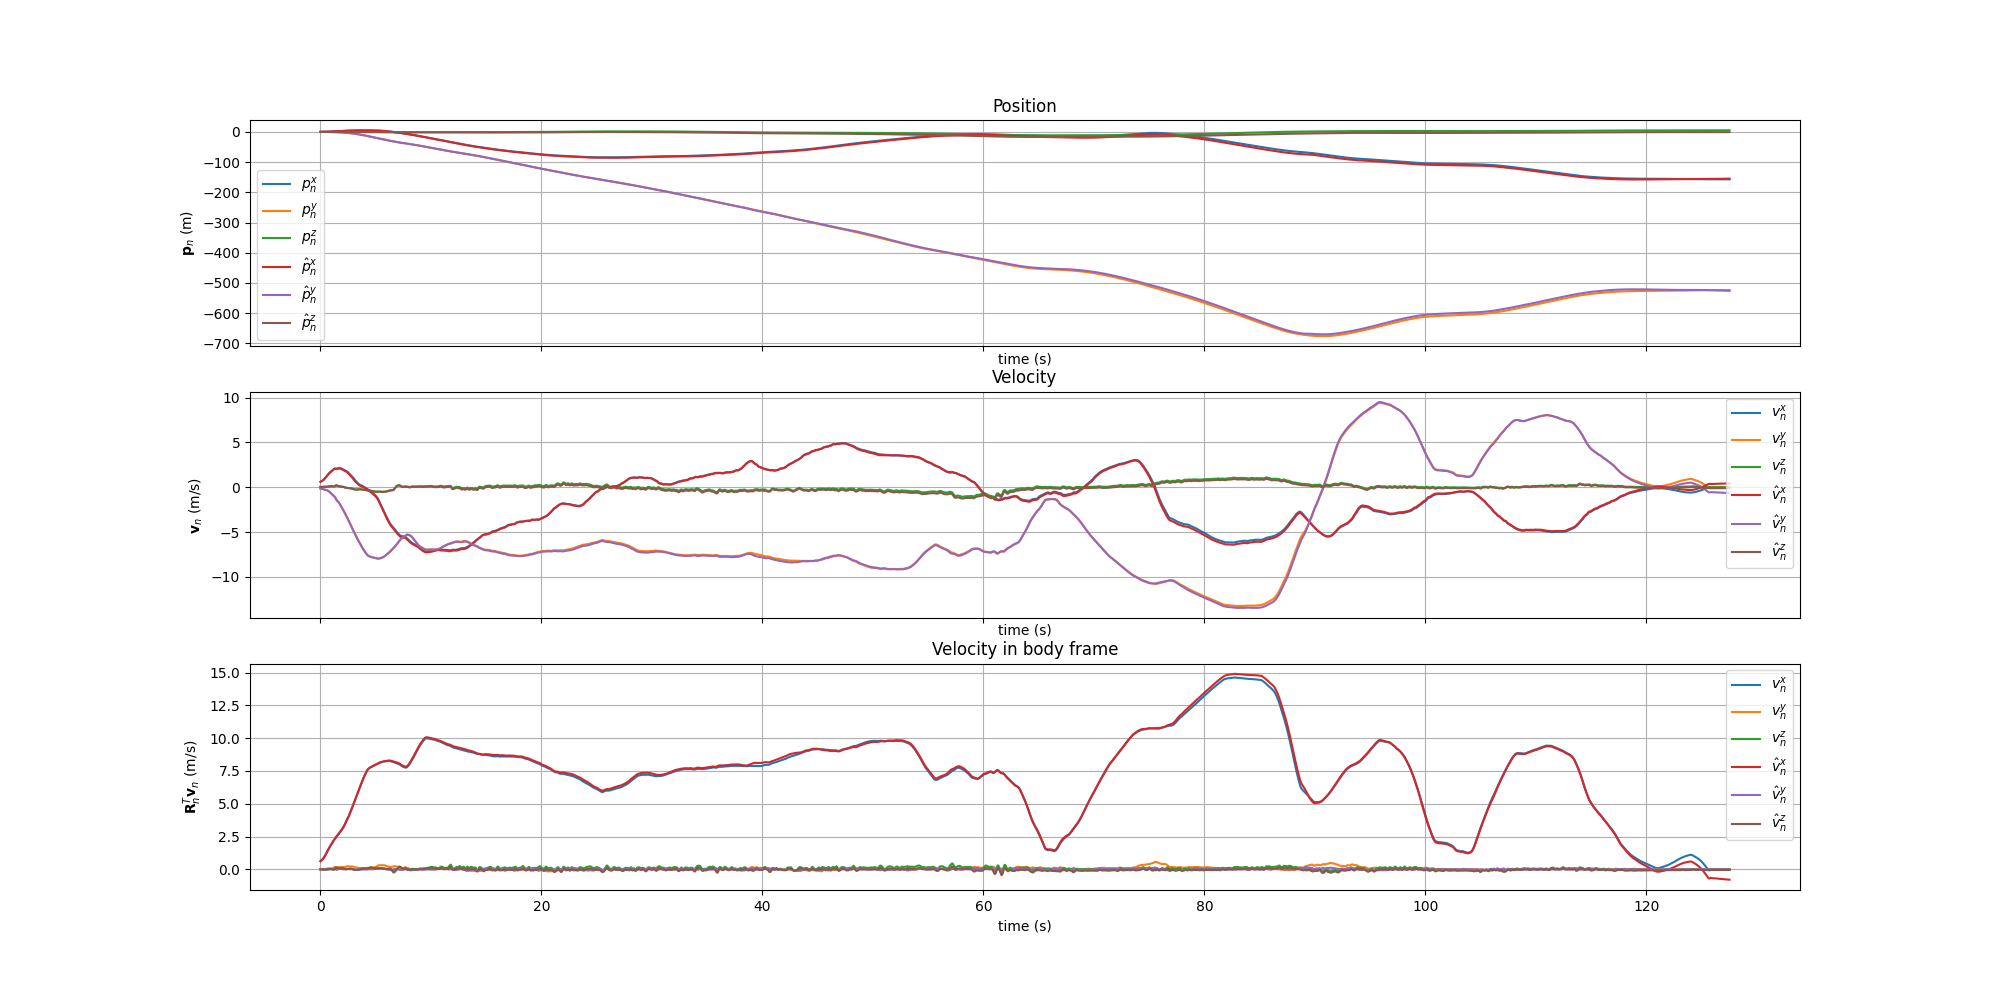 Position
0
−100
−200
−300
−400
−500
−600
−700
p_n (m)
p_n^x
p_n^y
p_n^z
p̂_n^x
p̂_n^y
p̂_n^z
time (s)
Velocity
10
5
0
−5
−10
v_n (m/s)
v_n^x
v_n^y
v_n^z
v̂_n^x
v̂_n^y
v̂_n^z
time (s)
Velocity in body frame
15.0
12.5
10.0
7.5
5.0
2.5
0.0
R_n^T v_n (m/s)
v_n^x
v_n^y
v_n^z
v̂_n^x
v̂_n^y
v̂_n^z
0 20 40 60 80 100 120
time (s)